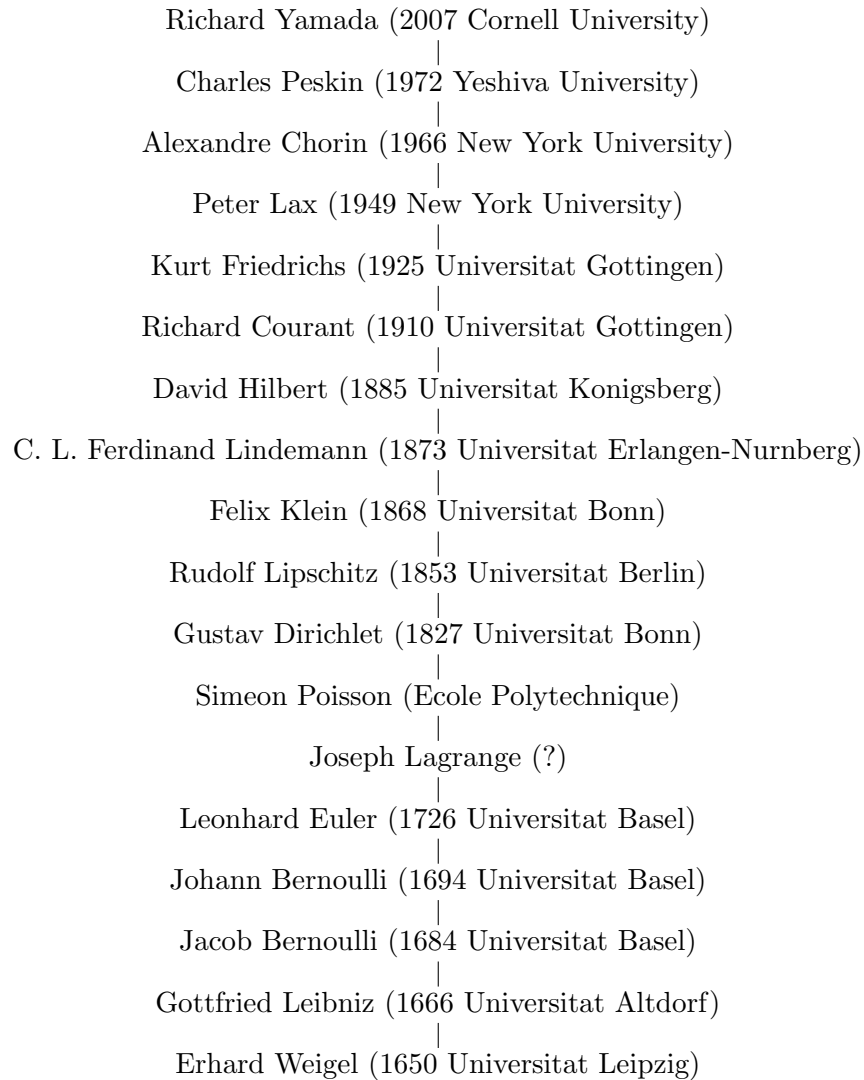 Richard Yamada (2007 Cornell University)
Charles Peskin (1972 Yeshiva University)
Alexandre Chorin (1966 New York University)
Peter Lax (1949 New York University)
Kurt Friedrichs (1925 Universitat Gottingen)
Richard Courant (1910 Universitat Gottingen)
David Hilbert (1885 Universitat Konigsberg)
C. L. Ferdinand Lindemann (1873 Universitat Erlangen-Nurnberg)
Felix Klein (1868 Universitat Bonn)
Rudolf Lipschitz (1853 Universitat Berlin)
Gustav Dirichlet (1827 Universitat Bonn)
Simeon Poisson (Ecole Polytechnique)
Joseph Lagrange (?)
Leonhard Euler (1726 Universitat Basel)
Johann Bernoulli (1694 Universitat Basel)
Jacob Bernoulli (1684 Universitat Basel)
Gottfried Leibniz (1666 Universitat Altdorf)
Erhard Weigel (1650 Universitat Leipzig)